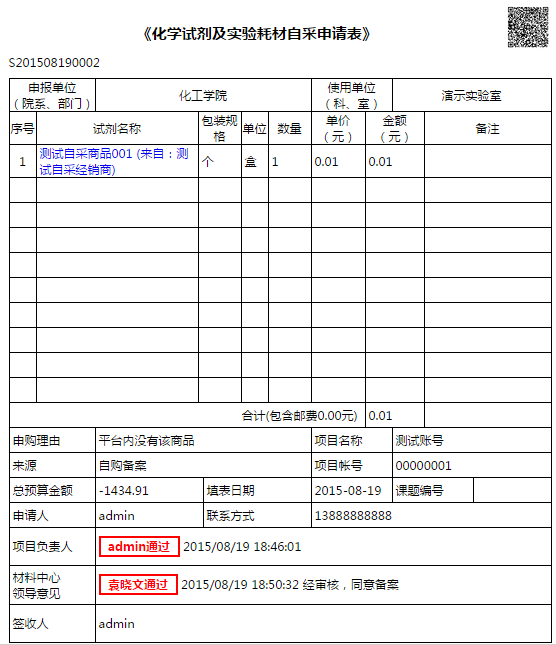 《化学试剂及实验耗材自采申请表》
S201508190002
申报单位
（院系、部门） 化工学院 使用单位
（科、室） 演示实验室
序号 试剂名称 包装规
格 单位 数量 单价
（元） 金额
（元） 备注
1 测试自采商品001 (来自：测
试自采经销商) 个 盒 1 0.01 0.01
合计(包含邮费0.00元) 0.01
申购理由 平台内没有该商品 项目名称 测试账号
来源 自购备案 项目帐号 00000001
总预算金额 -1434.91 填表日期 2015-08-19 课题编号
申请人 admin 联系方式 13888888888
项目负责人 admin通过 2015/08/19 18:46:01
材料中心
领导意见 袁晓文通过 2015/08/19 18:50:32 经审核，同意备案
签收人 admin